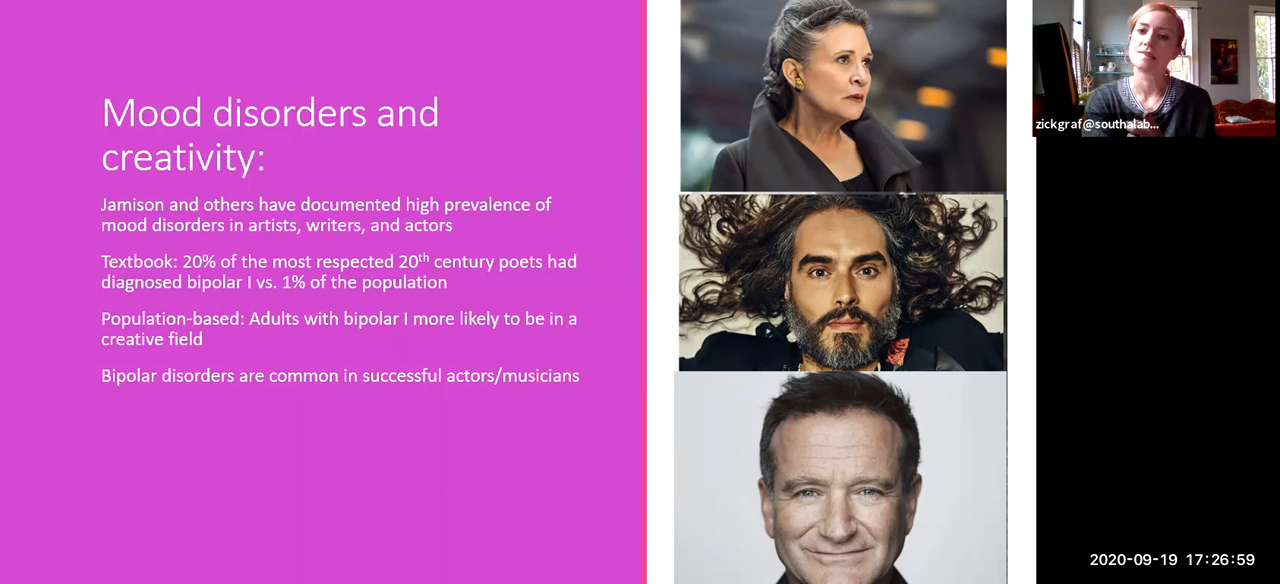 Mood disorders and
creativity:
Jamison and others have documented high prevalence of
mood disorders in artists, writers, and actors
Textbook: 20% of the most respected 20th century poets had
diagnosed bipolar I vs. 1% of the population
Population-based: Adults with bipolar I more likely to be in a
creative field
Bipolar disorders are common in successful actors/musicians
zickgraf@southalab...
2020-09-19 17:26:59